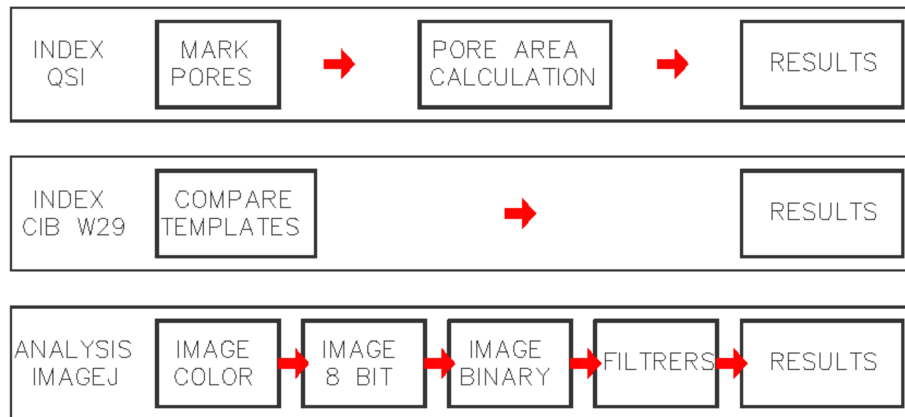 INDEX
QSI
MARK
PORES
PORE AREA
CALCULATION
RESULTS
INDEX
CIB W29
COMPARE
TEMPLATES
RESULTS
ANALYSIS
IMAGEJ
IMAGE
COLOR
IMAGE
8 BIT
IMAGE
BINARY
FILTRERS
RESULTS